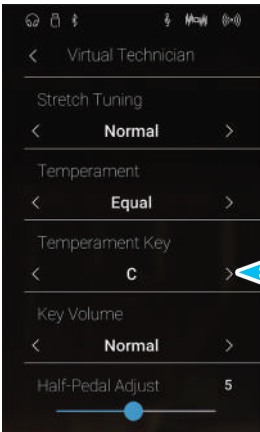 Virtual Technician
Stretch Tuning
Normal
Temperament
Equal
Temperament Key
C
Key Volume
Normal
Half-Pedal Adjust 5